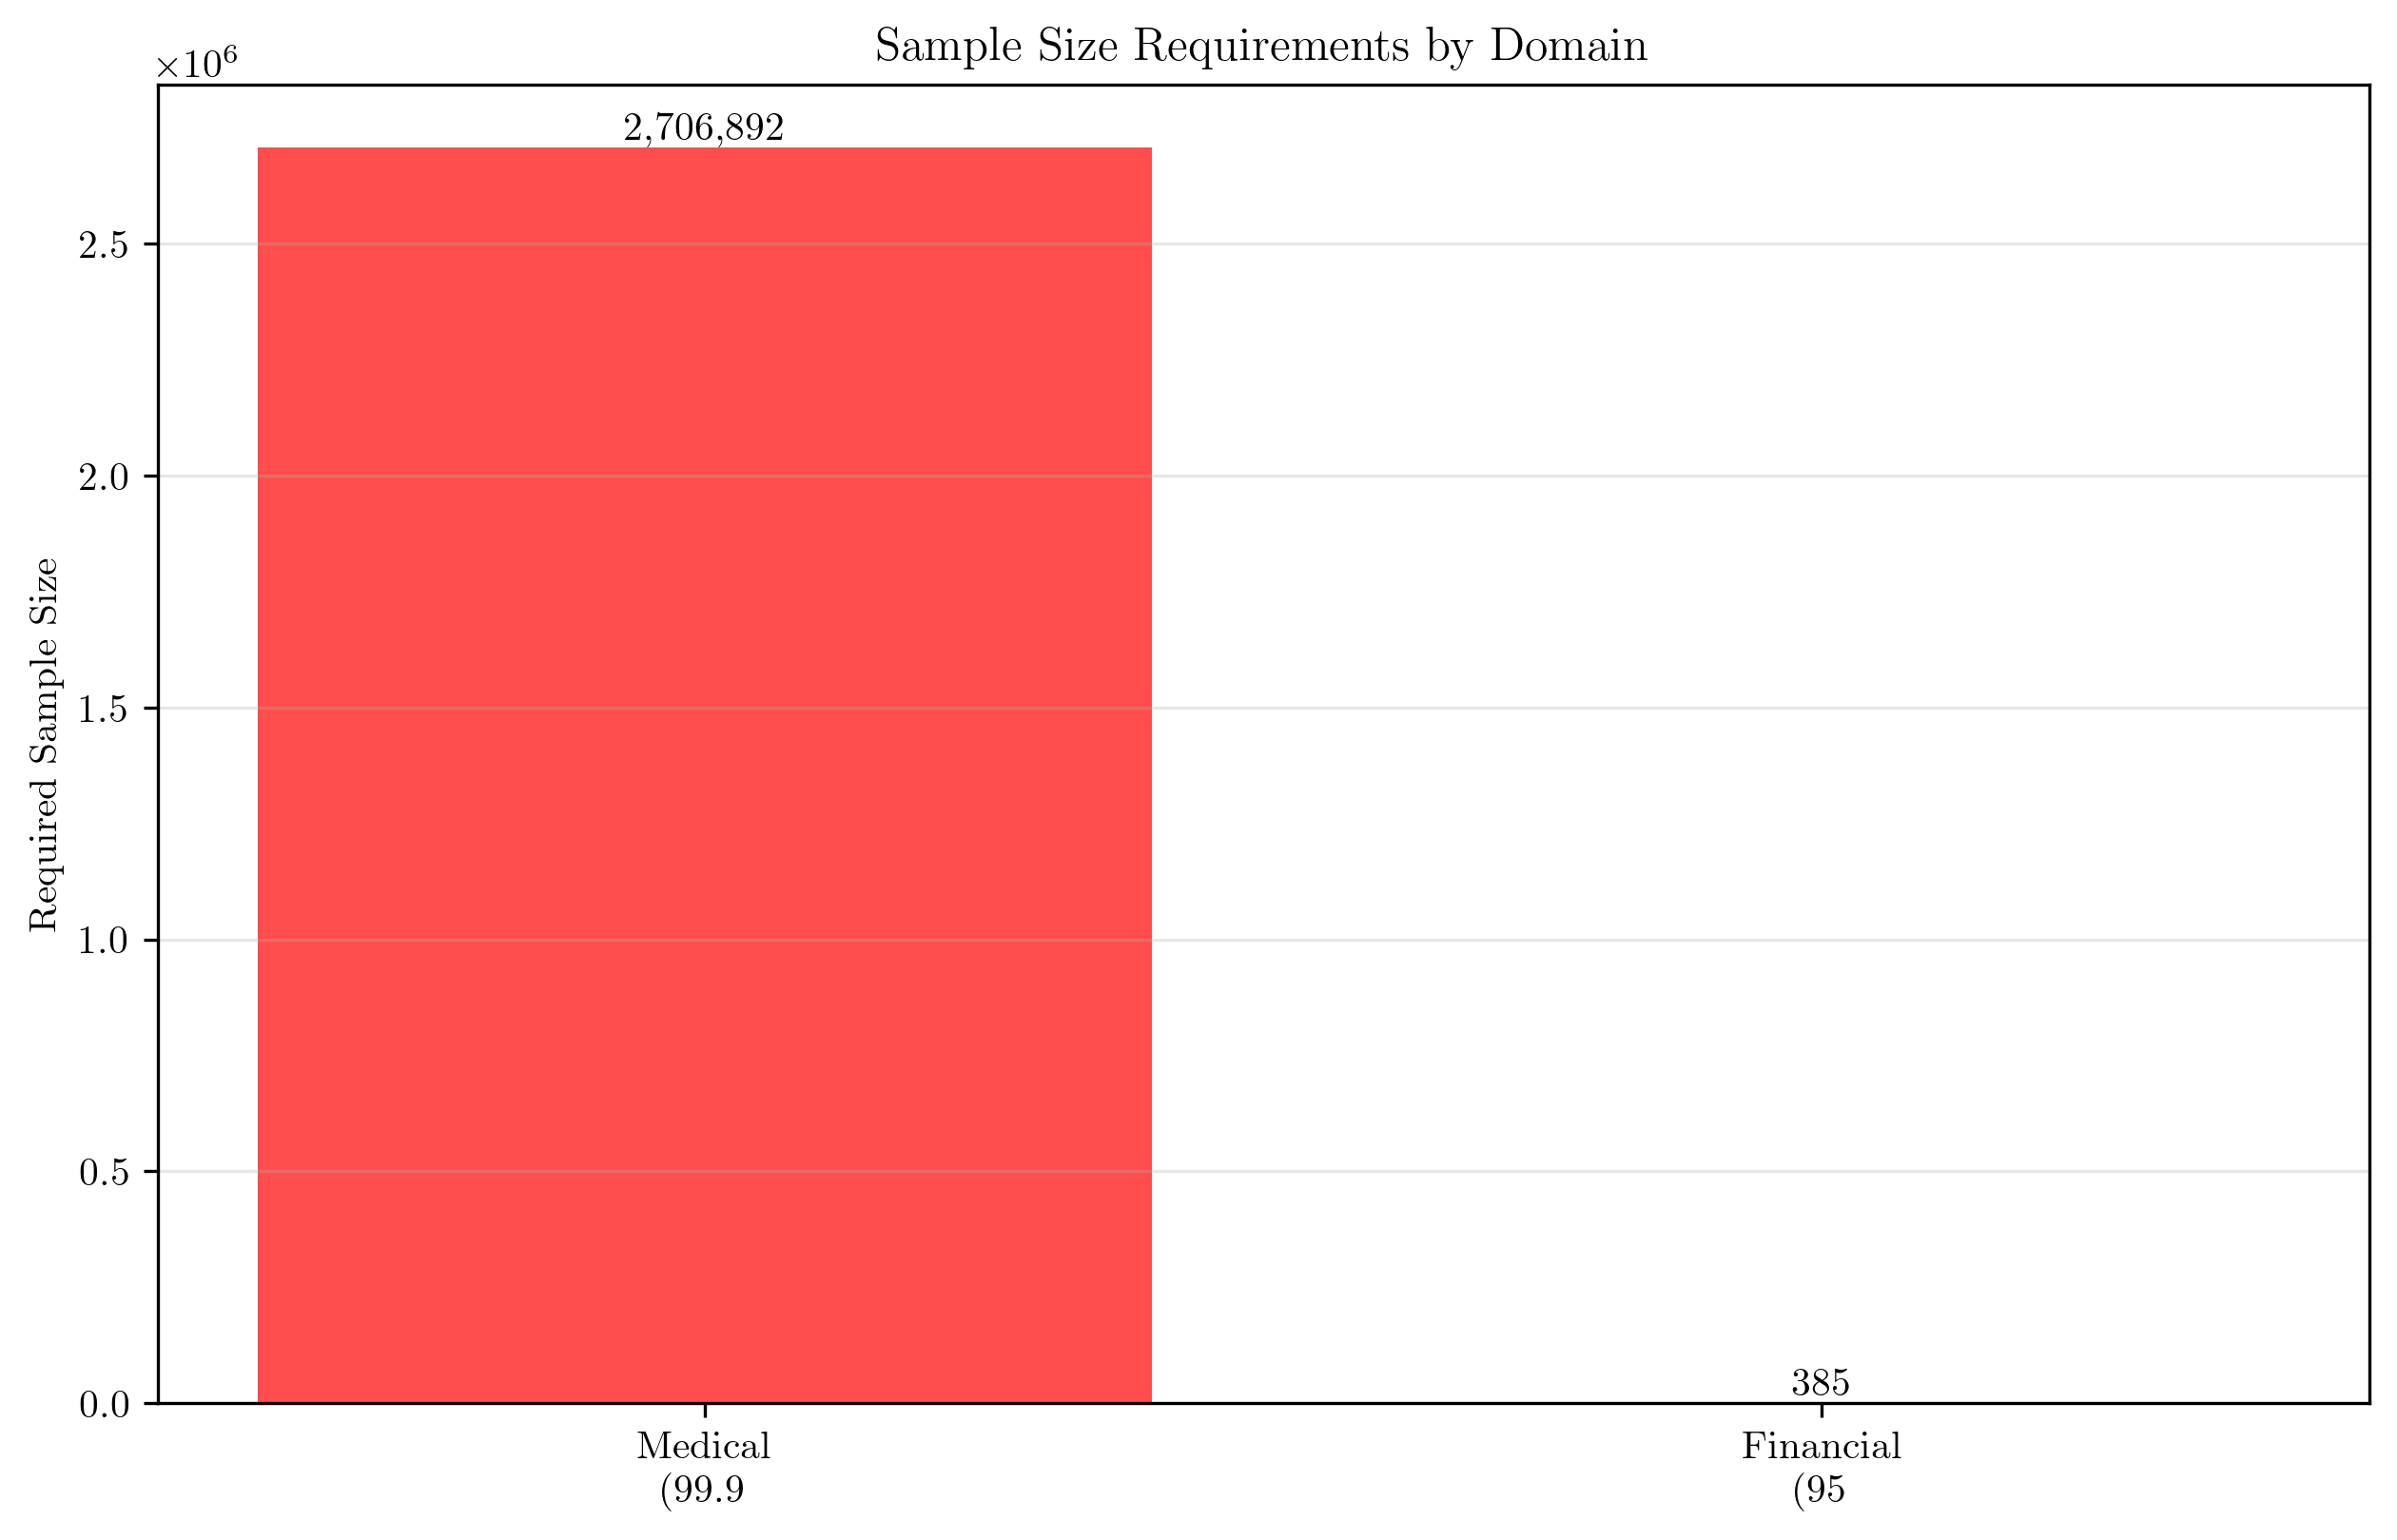 Sample Size Requirements by Domain
×10⁶
2,706,892
2.5
2.0
1.5
1.0
0.5
0.0
Required Sample Size
385
Medical
(99.9
Financial
(95